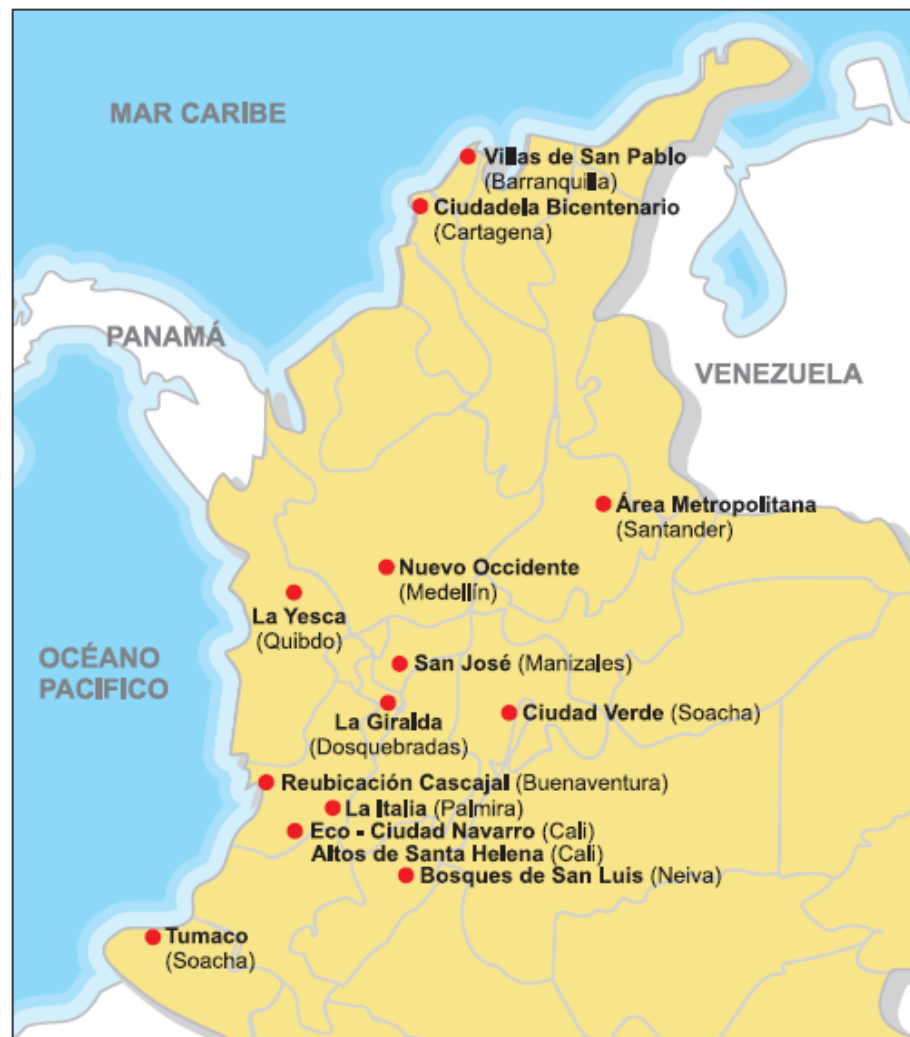 MAR CARIBE
Villas de San Pablo
(Barranquilla)
Ciudadela Bicentenario
(Cartagena)
PANAMÁ
VENEZUELA
Área Metropolitana
(Santander)
Nuevo Occidente
(Medellín)
La Yesca
(Quibdo)
OCÉANO
PACIFICO
San José (Manizales)
La Giralda
(Dosquebradas)
Ciudad Verde (Soacha)
Reubicación Cascajal (Buenaventura)
La Italia (Palmira)
Eco - Ciudad Navarro (Cali)
Altos de Santa Helena (Cali)
Bosques de San Luis (Neiva)
Tumaco
(Soacha)